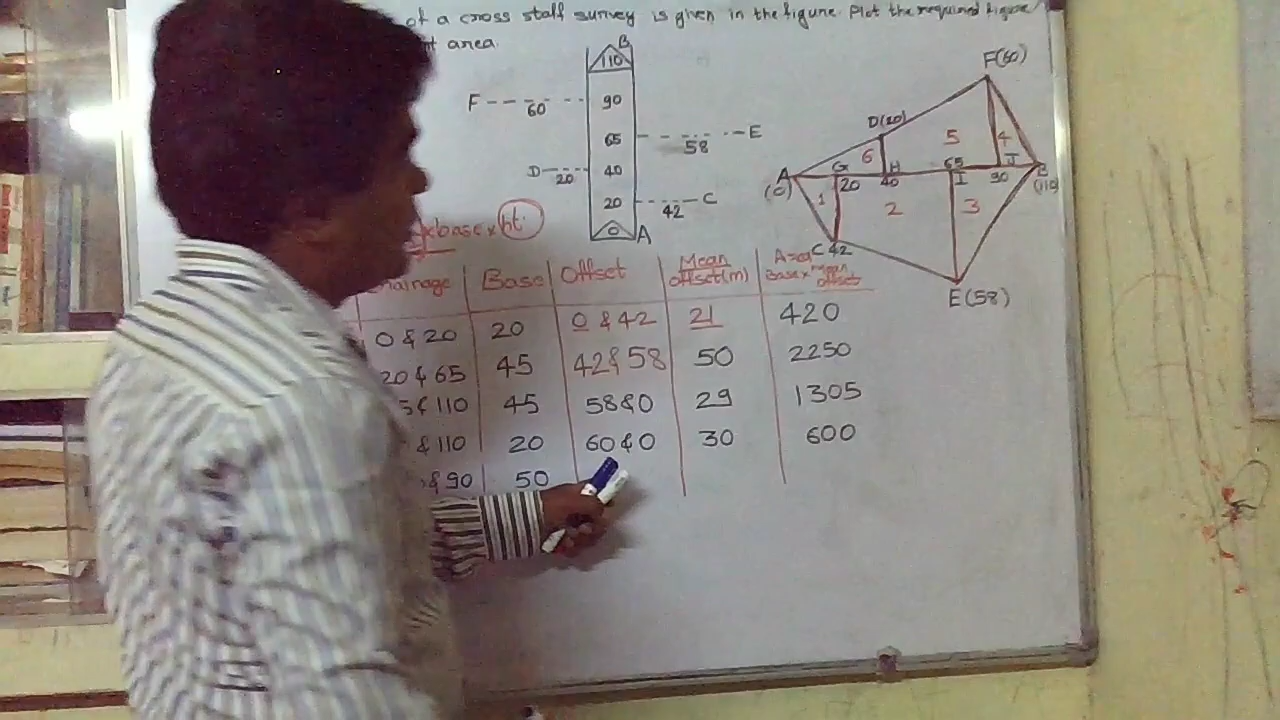 of a cross staff survey is given in the figure. Plot the required figure
area.
B
110
F 60 90
65 58 E
D 20 40
20 42 C
0 A
base x ht.
F(60)
D(20)
5 4
6
A G H 65 J B
(0) 20 40 I 90 (110)
1 2 3
C 42
E (58)
Chainage Base Offset Mean offset(m) Area Base x Mean offset
0 & 20 20 0 & 42 21 420
20 & 65 45 42 & 58 50 2250
5 & 110 45 58 & 0 29 1305
& 110 20 60 & 0 30 600
& 90 50